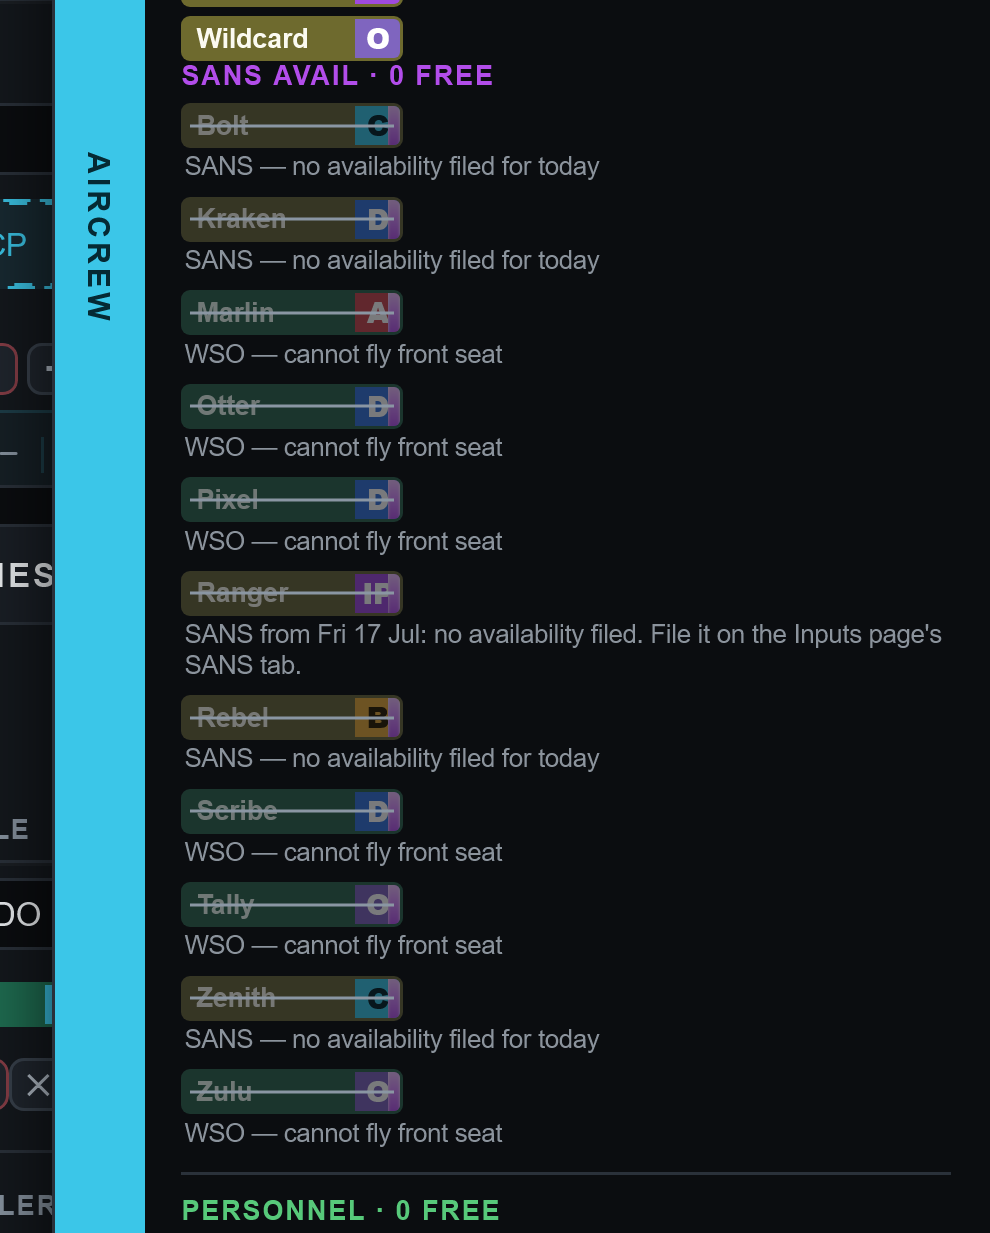 Wildcard O
SANS AVAIL · 0 FREE
Bolt C
SANS — no availability filed for today
Kraken D
SANS — no availability filed for today
Marlin A
WSO — cannot fly front seat
Otter D
WSO — cannot fly front seat
Pixel D
WSO — cannot fly front seat
Ranger IP
SANS from Fri 17 Jul: no availability filed. File it on the Inputs page's
SANS tab.
Rebel B
SANS — no availability filed for today
Scribe D
WSO — cannot fly front seat
Tally O
WSO — cannot fly front seat
Zenith C
SANS — no availability filed for today
Zulu O
WSO — cannot fly front seat
PERSONNEL · 0 FREE
AIRCREW
CP
IES
LE
DO
LER